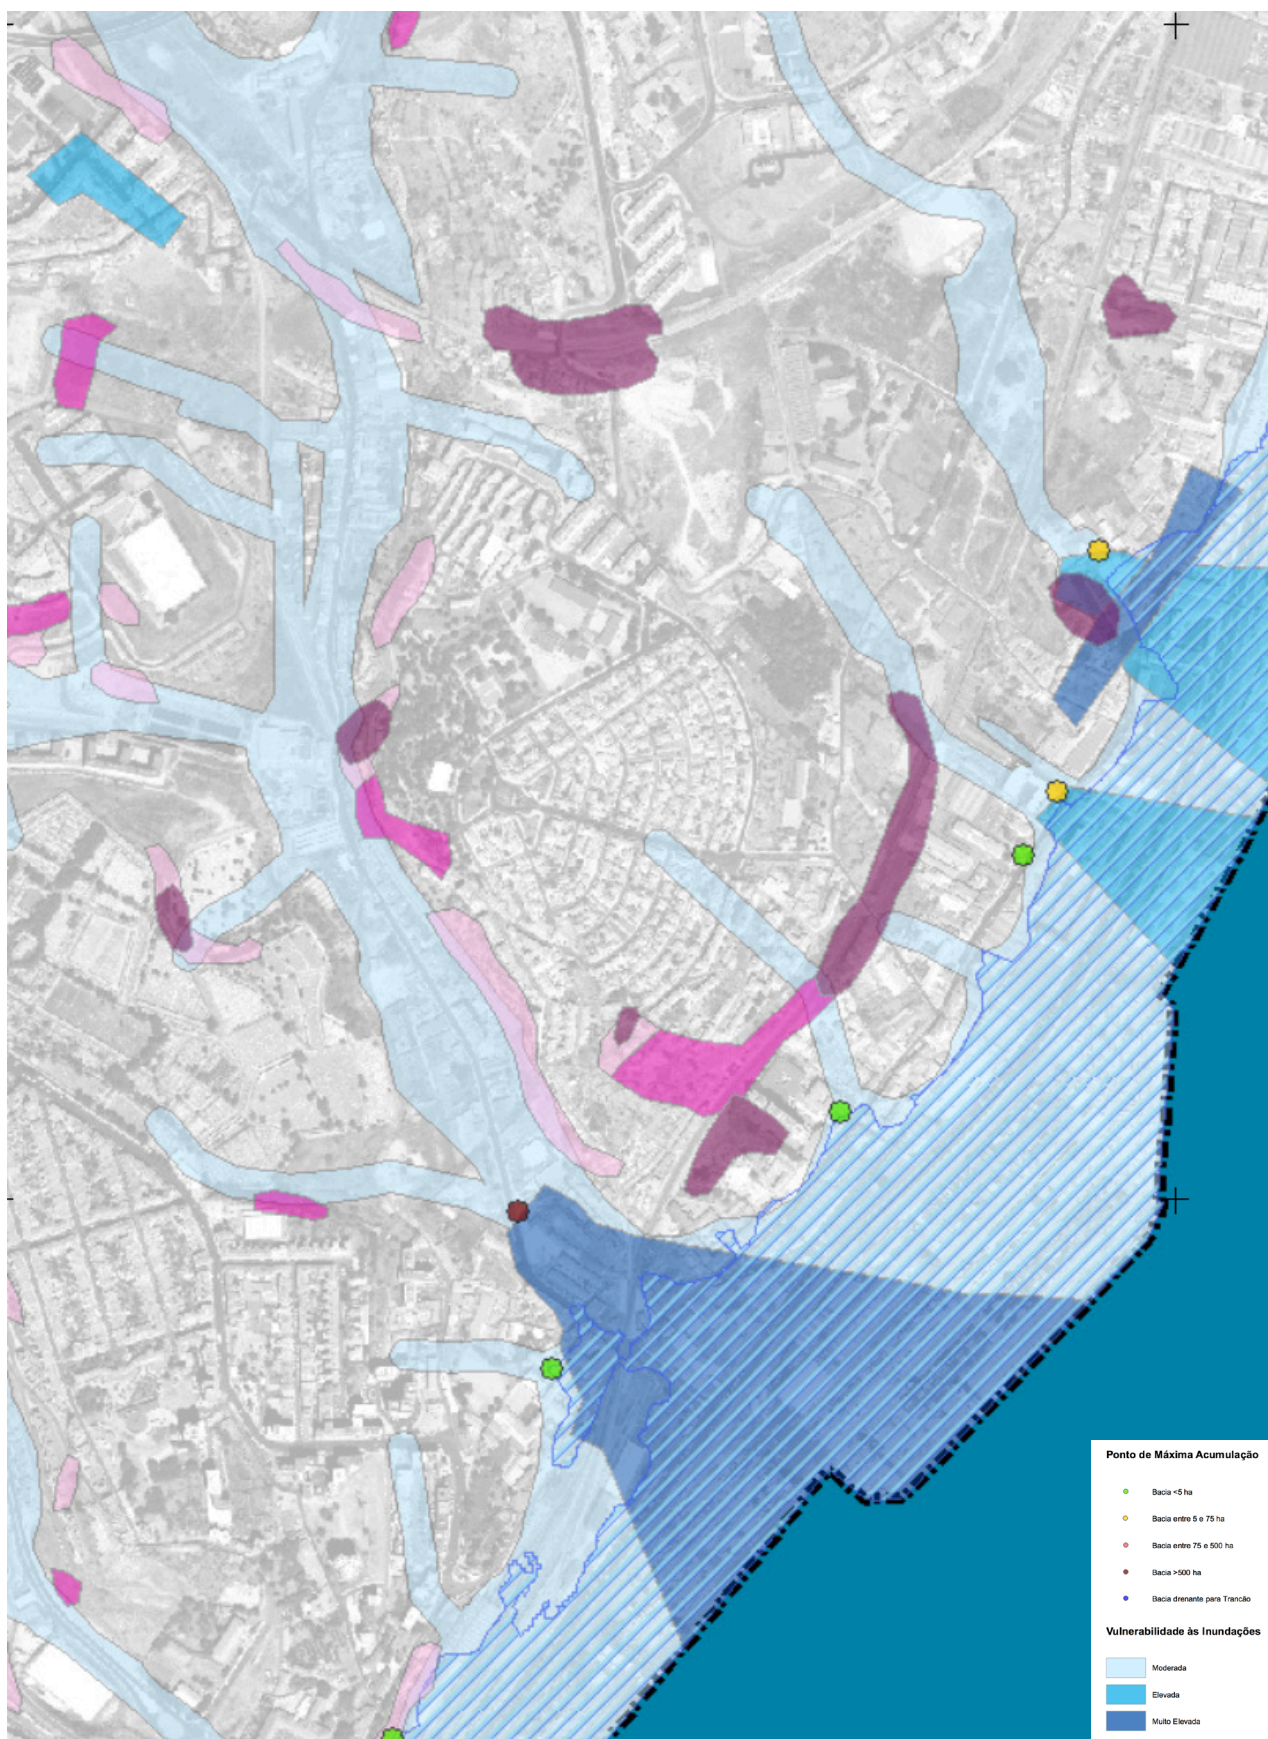 Ponto de Máxima Acumulação
Bacia <5 ha
Bacia entre 5 e 75 ha
Bacia entre 75 e 500 ha
Bacia >500 ha
Bacia drenante para Trancão
Vulnerabilidade às Inundações
Moderada
Elevada
Muito Elevada